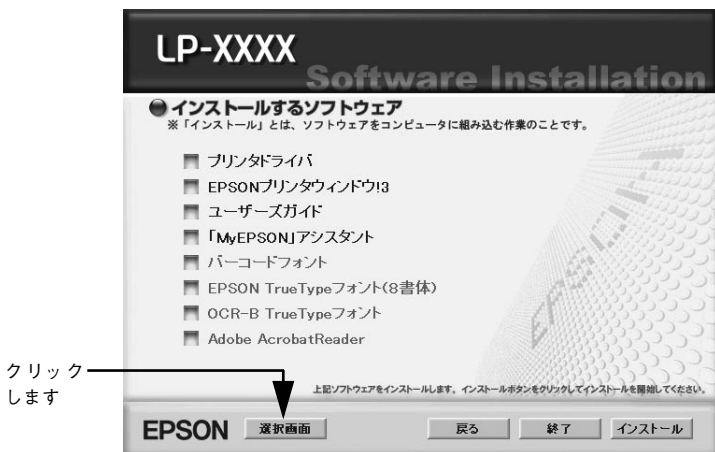 LP-XXXX
Software Installation
インストールするソフトウェア
※「インストール」とは、ソフトウェアをコンピュータに組み込む作業のことです。
プリンタドライバ
EPSONプリンタウィンドウ!3
ユーザーズガイド
「MyEPSON」アシスタント
バーコードフォント
EPSON TrueTypeフォント(8書体)
OCR-B TrueTypeフォント
Adobe AcrobatReader
EPSON
クリック
します
上記ソフトウェアをインストールします。インストールボタンをクリックしてインストールを開始してください。
EPSON 選択画面 戻る 終了 インストール